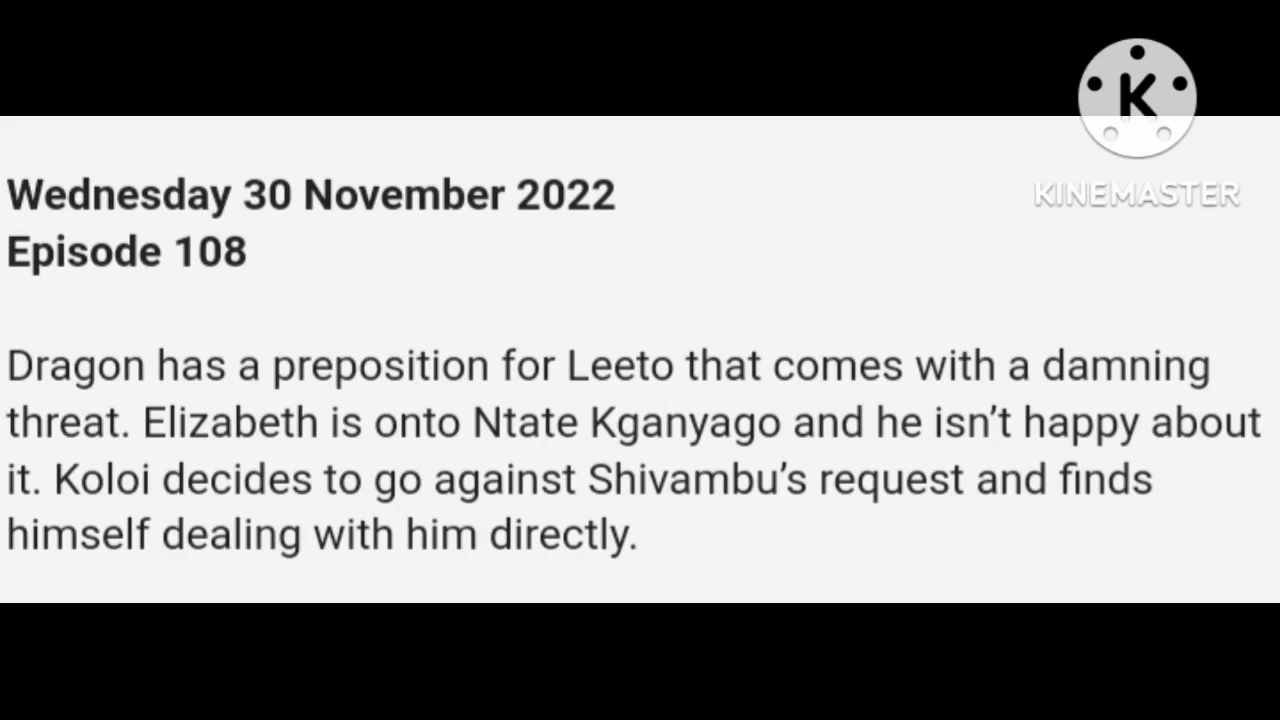 K
KINEMASTER
Wednesday 30 November 2022
Episode 108
Dragon has a preposition for Leeto that comes with a damning
threat. Elizabeth is onto Ntate Kganyago and he isn’t happy about
it. Koloi decides to go against Shivambu’s request and finds
himself dealing with him directly.